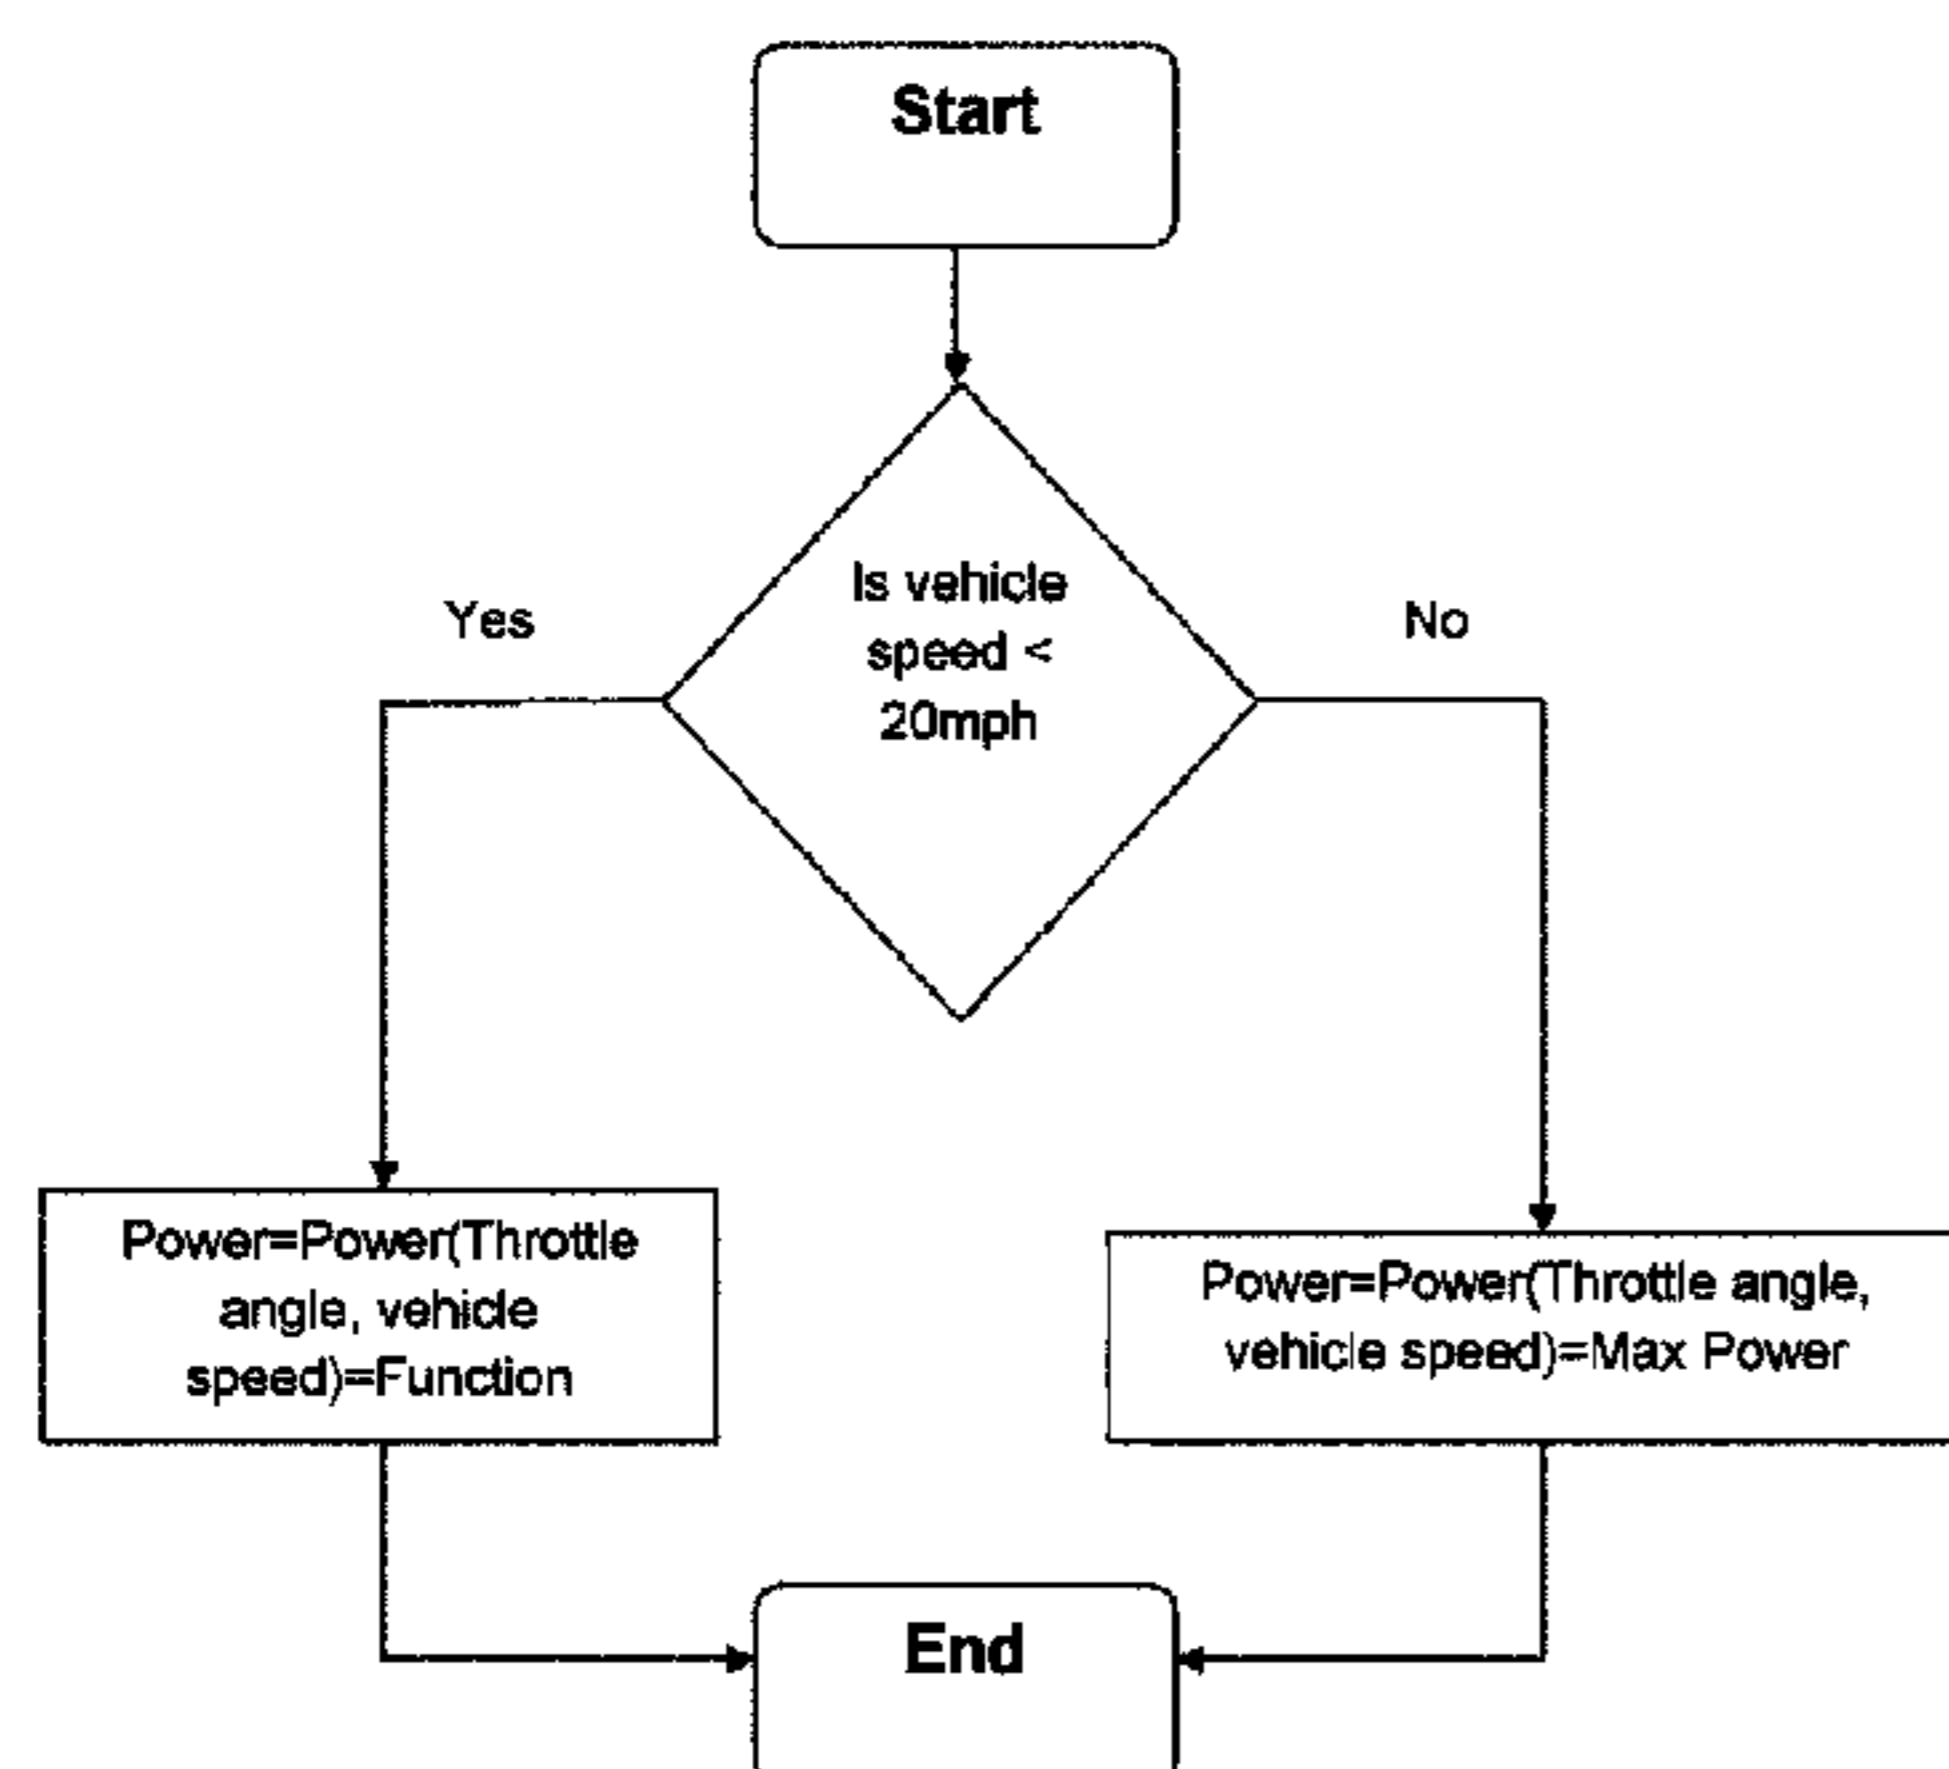 Start
Is vehicle
speed <
20mph
Yes
No
Power=Power(Throttle
angle, vehicle
speed)=Function
Power=Power(Throttle angle,
vehicle speed)=Max Power
End